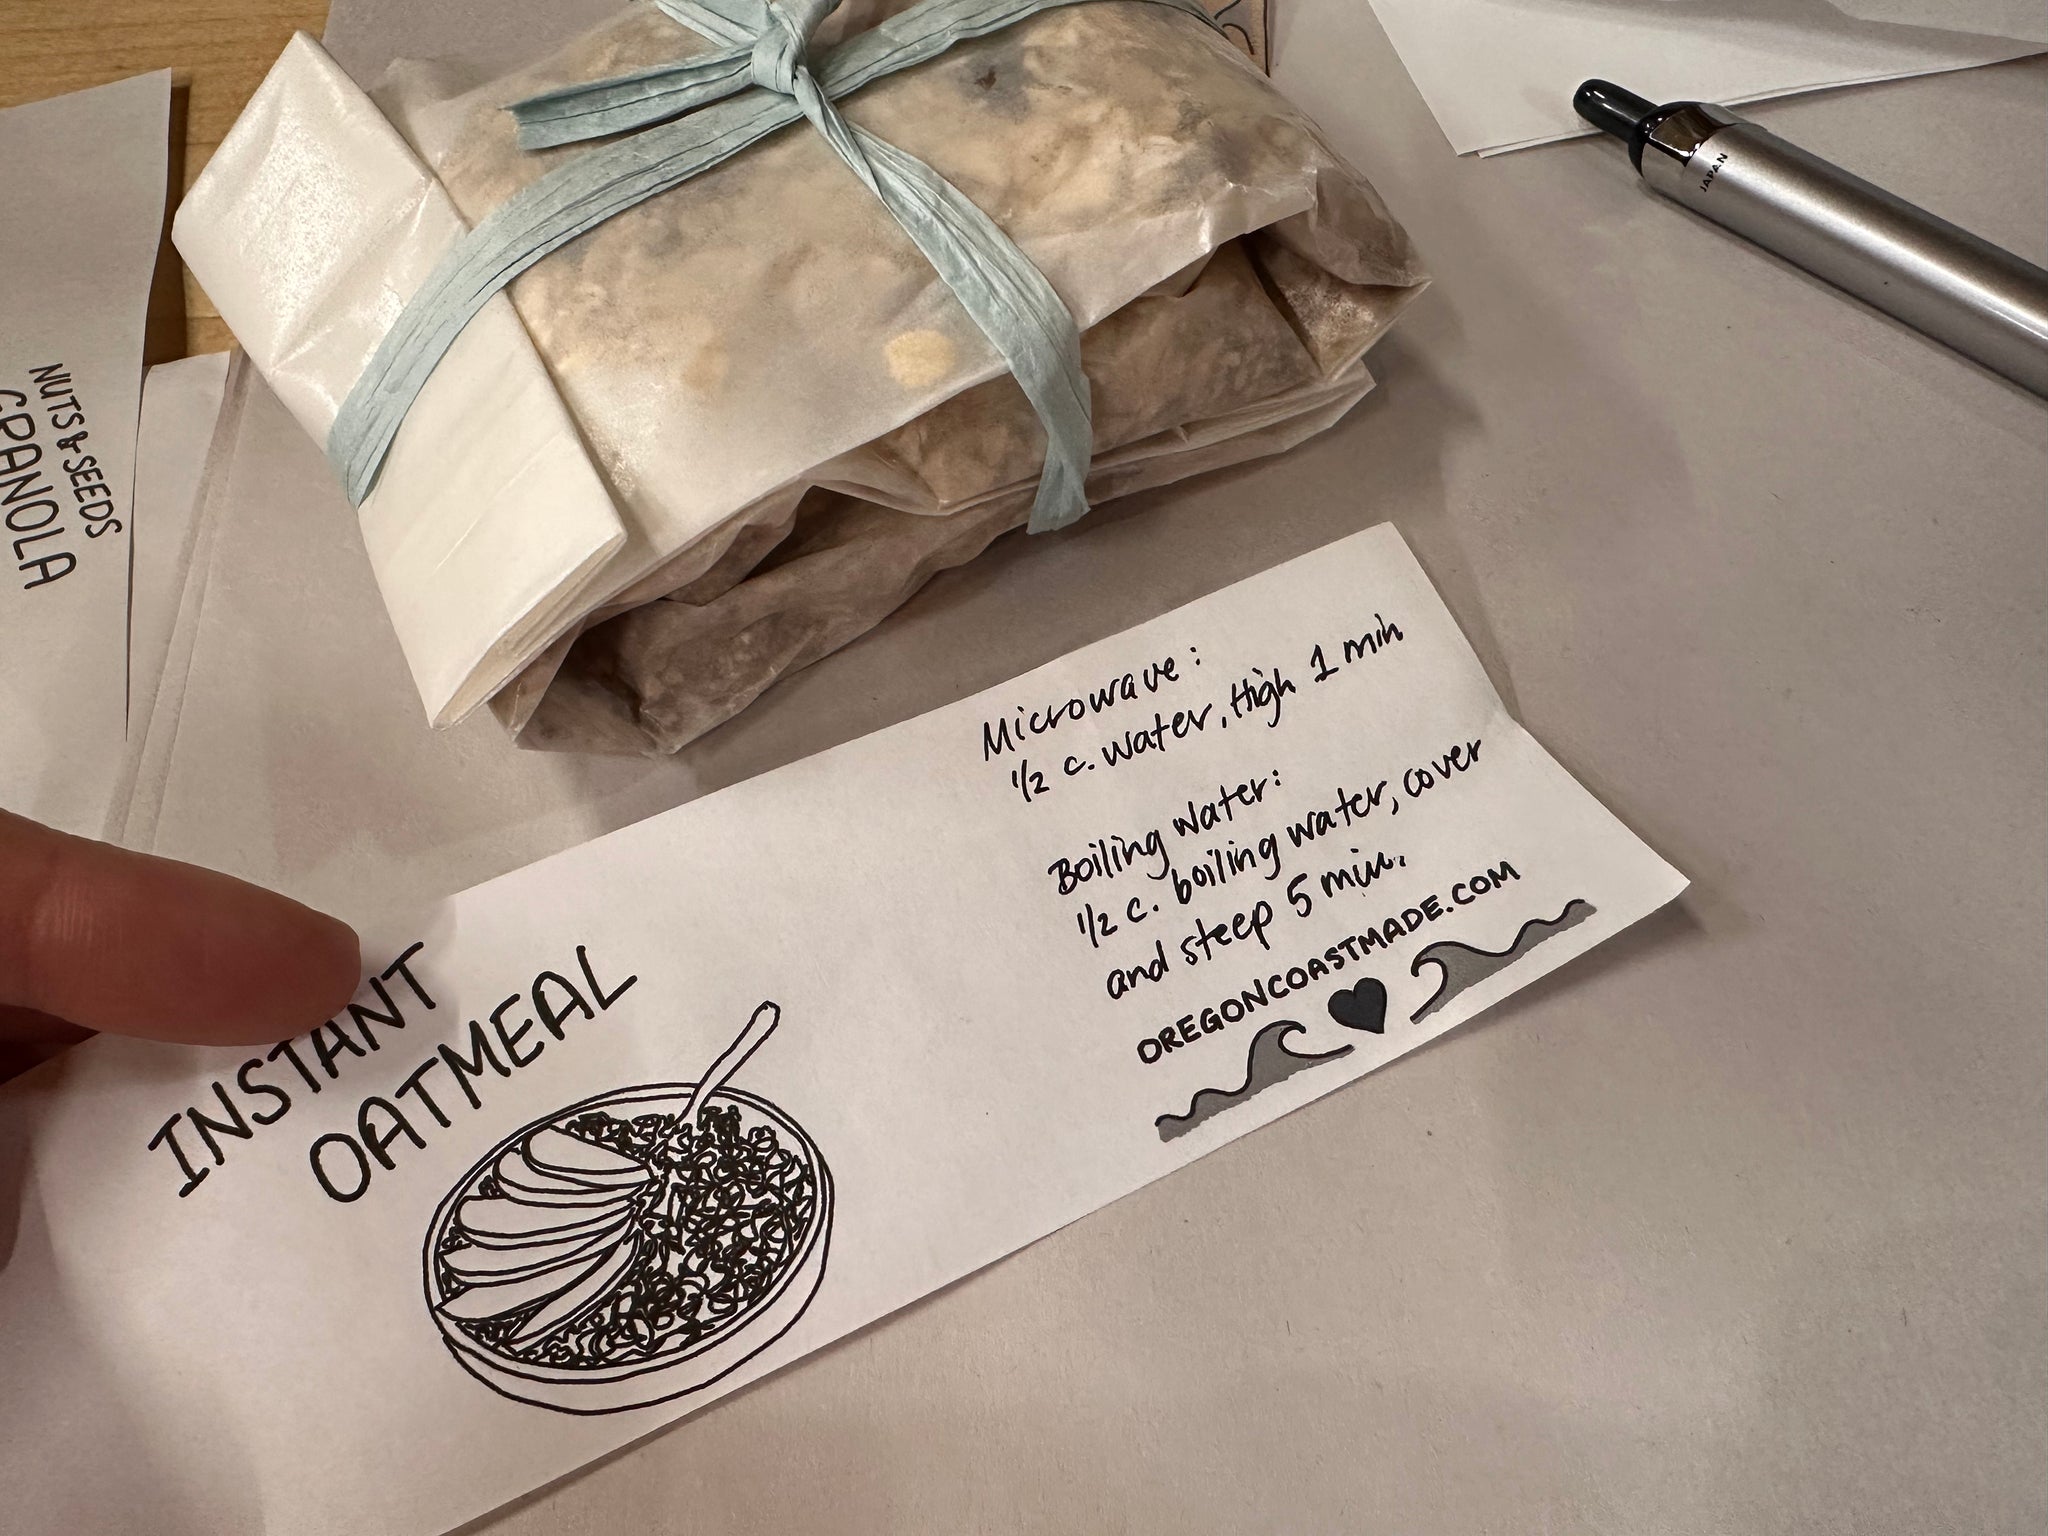 JAPAN
NUTS & SEEDS
GRANOLA
Microwave:
1/2 c. water, High 1 min
Boiling Water:
1/2 c. boiling water, cover
and steep 5 min.
OREGONCOASTMADE.COM
INSTANT
OATMEAL